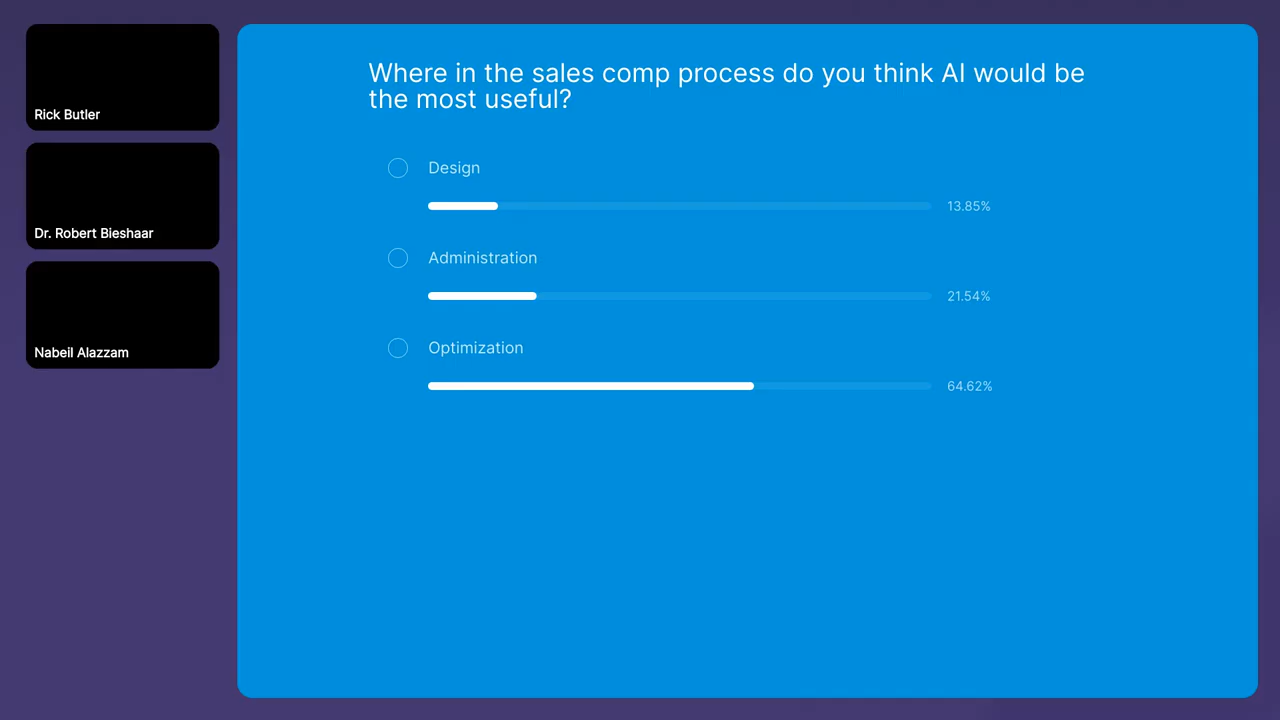 Rick Butler
Dr. Robert Bieshaar
Nabeil Alazzam
Where in the sales comp process do you think AI would be
the most useful?
Design
13.85%
Administration
21.54%
Optimization
64.62%